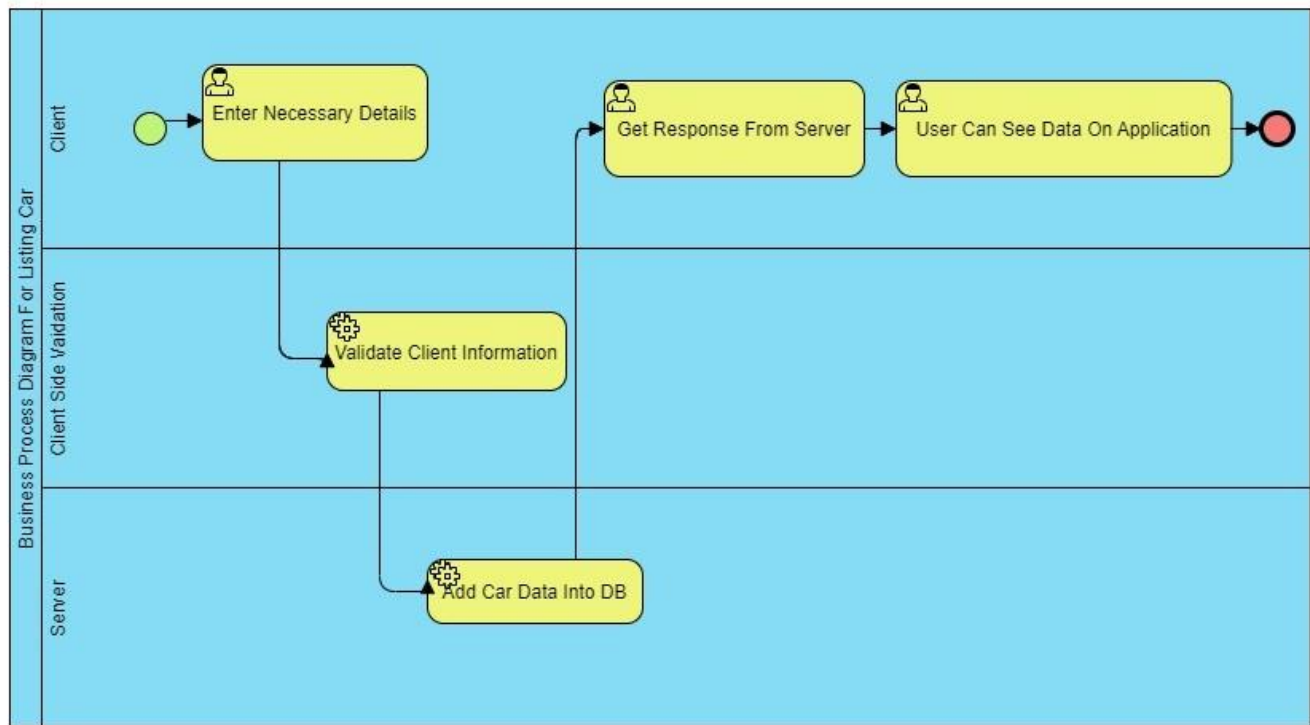 Business Process Diagram F or Listing Car
Client
Enter Necessary Details
Get Response From Server
User Can See Data On Application
Client Side Vaidation
Validate Client Information
Server
Add Car Data Into DB